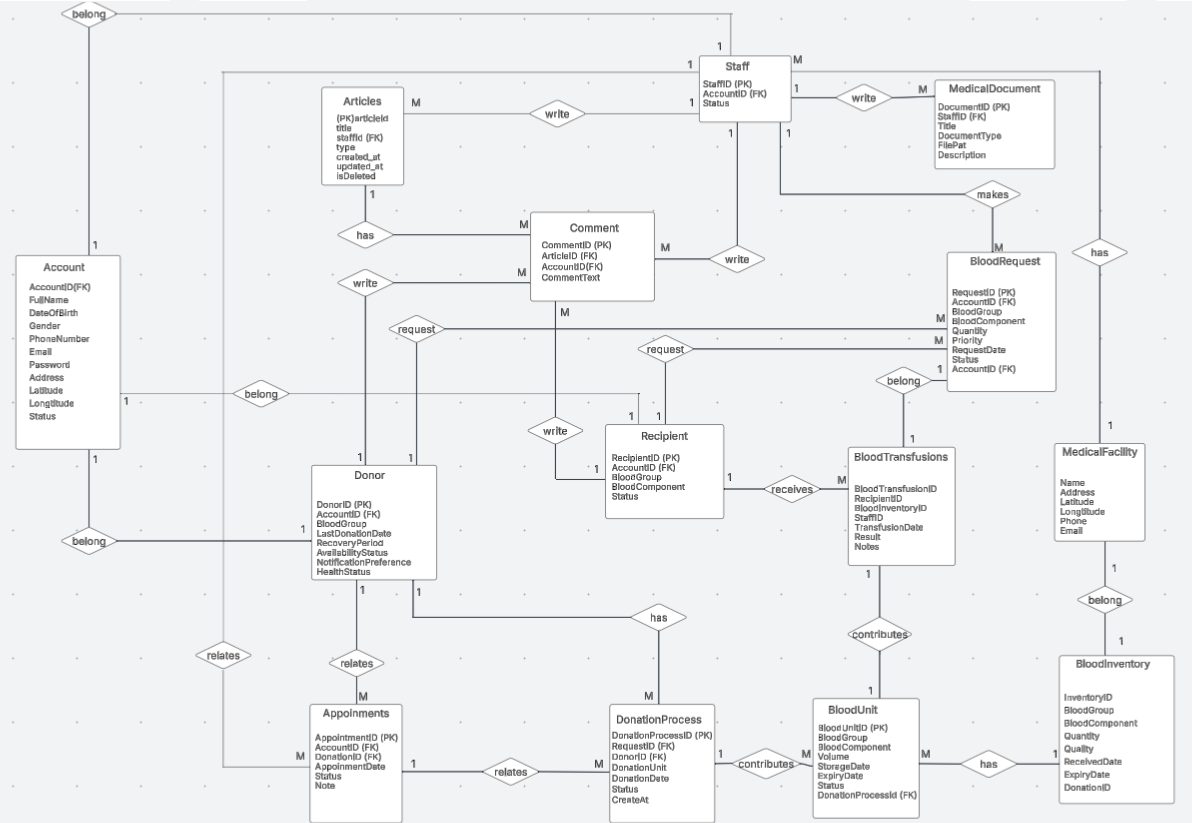 belong
1
Staff
StaffID (PK)
AccountID (FK)
Status
1
M
1
1
M
write
MedicalDocument
DocumentID (PK)
StaffID (FK)
Title
DocumentType
FilePat
Description
Articles
(PK)articleId
title
staffId (FK)
type
created_at
updated_at
isDeleted
M
write
1
1
1
makes
M
1
has
M
Comment
CommentID (PK)
ArticleID (FK)
AccountID(FK)
CommentText
M
write
has
1
Account
AccountID(FK)
FullName
DateOfBirth
Gender
PhoneNumber
Email
Password
Address
Latitude
Longtitude
Status
write
M
M
BloodRequest
RequestID (PK)
AccountID (FK)
BloodGroup
BloodComponent
Quantity
Priority
RequestDate
Status
AccountID (FK)
request
M
request
M
belong
1
1
belong
1
1
write
1
Recipient
RecipientID (PK)
AccountID (FK)
BloodGroup
BloodComponent
Status
1
receives
M
1
BloodTransfusions
BloodTransfusionID
RecipientID
BloodInventoryID
StaffID
TransfusionDate
Result
Notes
1
MedicalFacility
Name
Address
Latitude
Longtitude
Phone
Email
1
1
1
Donor
DonorID (PK)
AccountID (FK)
BloodGroup
LastDonationDate
RecoveryPeriod
AvailabilityStatus
NotificationPreference
HealthStatus
belong
1
1
1
has
1
contributes
1
1
belong
1
relates
relates
M
M
M
Appoinments
AppointmentID (PK)
AccountID (FK)
DonationID (FK)
AppoinmentDate
Status
Note
1
relates
M
DonationProcess
DonationProcessID (PK)
RequestID (FK)
DonorID (FK)
DonationUnit
DonationDate
Status
CreateAt
1
contributes
M
BloodUnit
BloodUnitID (PK)
BloodGroup
BloodComponent
Volume
StorageDate
ExpiryDate
Status
DonationProcessId (FK)
M
has
1
BloodInventory
InventoryID
BloodGroup
BloodComponent
Quantity
Quality
ReceivedDate
ExpiryDate
DonationID